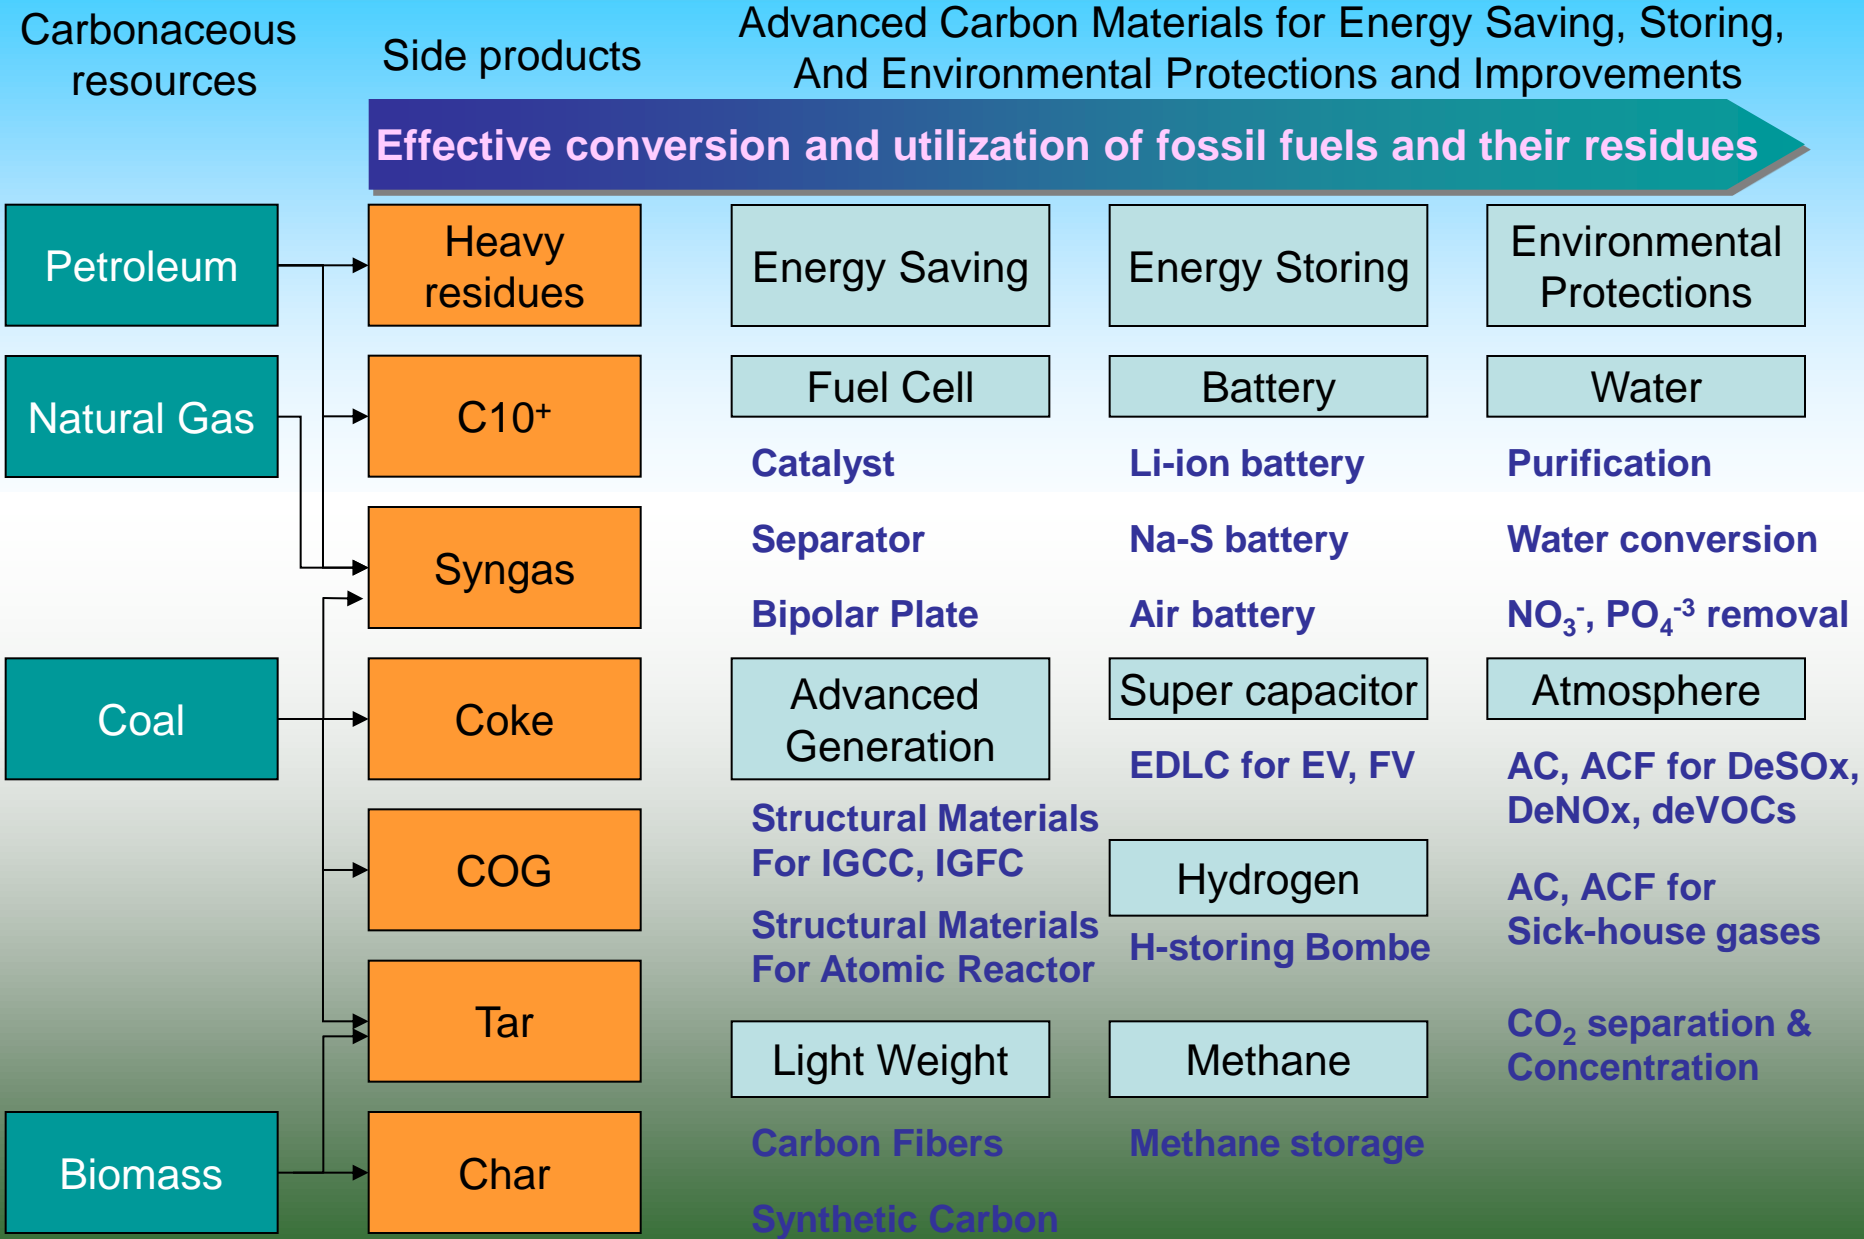 Carbonaceous
resources
Side products
Advanced Carbon Materials for Energy Saving, Storing,
And Environmental Protections and Improvements
Effective conversion and utilization of fossil fuels and their residues
Petroleum
Natural Gas
Coal
Biomass
Heavy
residues
C10⁺
Syngas
Coke
COG
Tar
Char
Energy Saving
Fuel Cell
Catalyst
Separator
Bipolar Plate
Advanced
Generation
Structural Materials
For IGCC, IGFC
Structural Materials
For Atomic Reactor
Light Weight
Carbon Fibers
Synthetic Carbon
Energy Storing
Battery
Li-ion battery
Na-S battery
Air battery
Super capacitor
EDLC for EV, FV
Hydrogen
H-storing Bombe
Methane
Methane storage
Environmental
Protections
Water
Purification
Water conversion
NO₃⁻, PO₄⁻³ removal
Atmosphere
AC, ACF for DeSOx,
DeNOx, deVOCs
AC, ACF for
Sick-house gases
CO₂ separation &
Concentration